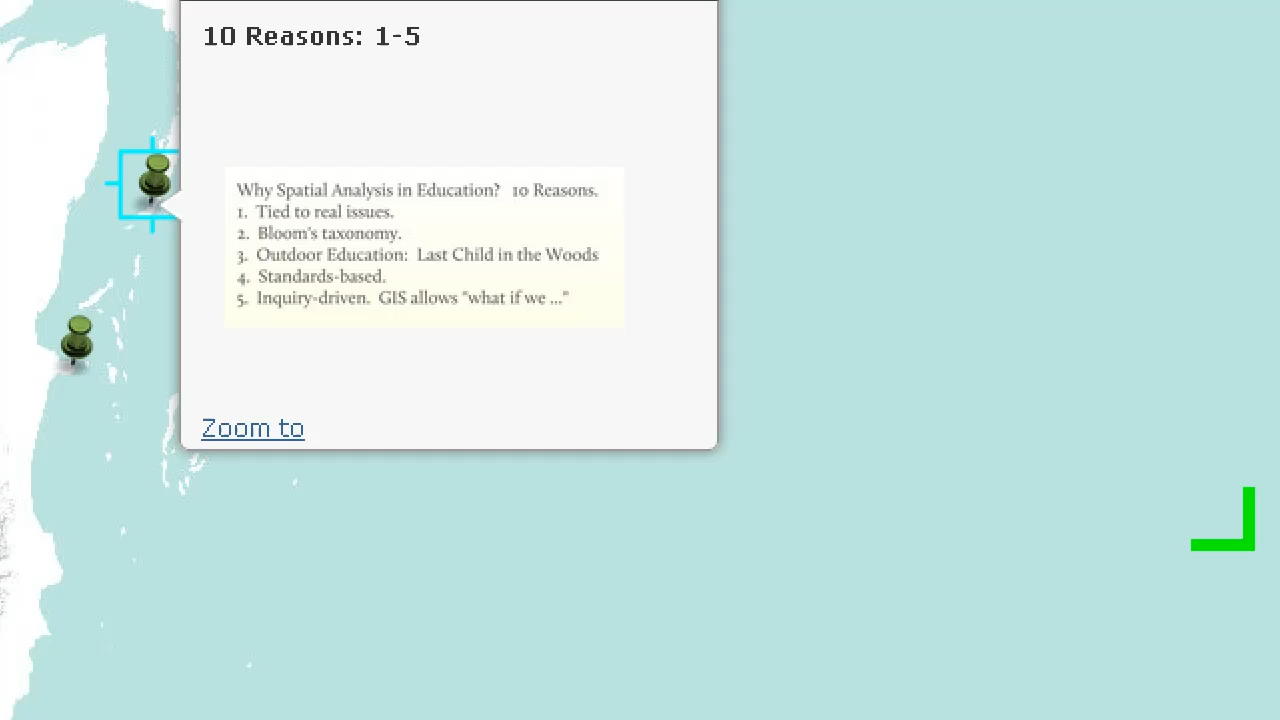 10 Reasons: 1-5
Why Spatial Analysis in Education? 10 Reasons.
1. Tied to real issues.
2. Bloom's taxonomy.
3. Outdoor Education: Last Child in the Woods
4. Standards-based.
5. Inquiry-driven. GIS allows "what if we ..."
Zoom to